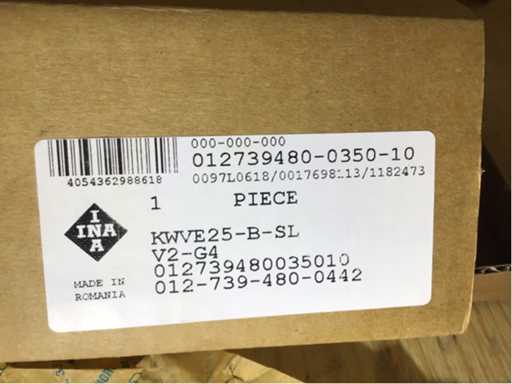 000-000-000
012739480-0350-10
4054362988618
0097L0618/0017698113/1182473
1 PIECE
I
INA
A
KWVE25-B-SL
V2-G4
012739480035010
012-739-480-0442
MADE IN
ROMANIA